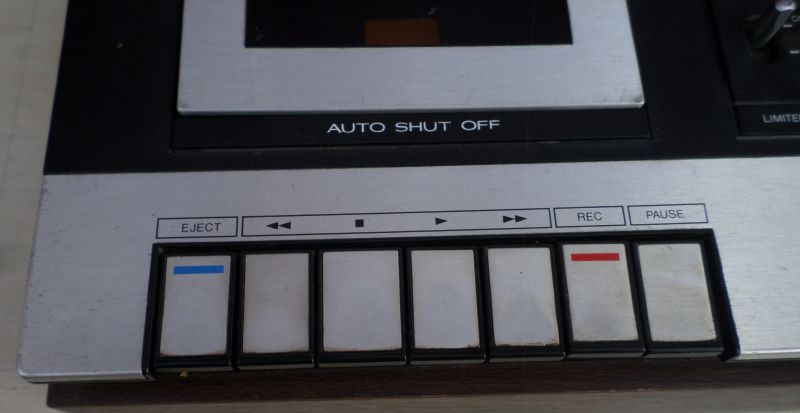 AUTO SHUT OFF
EJECT ◀◀ ■ ▶ ▶▶ REC PAUSE